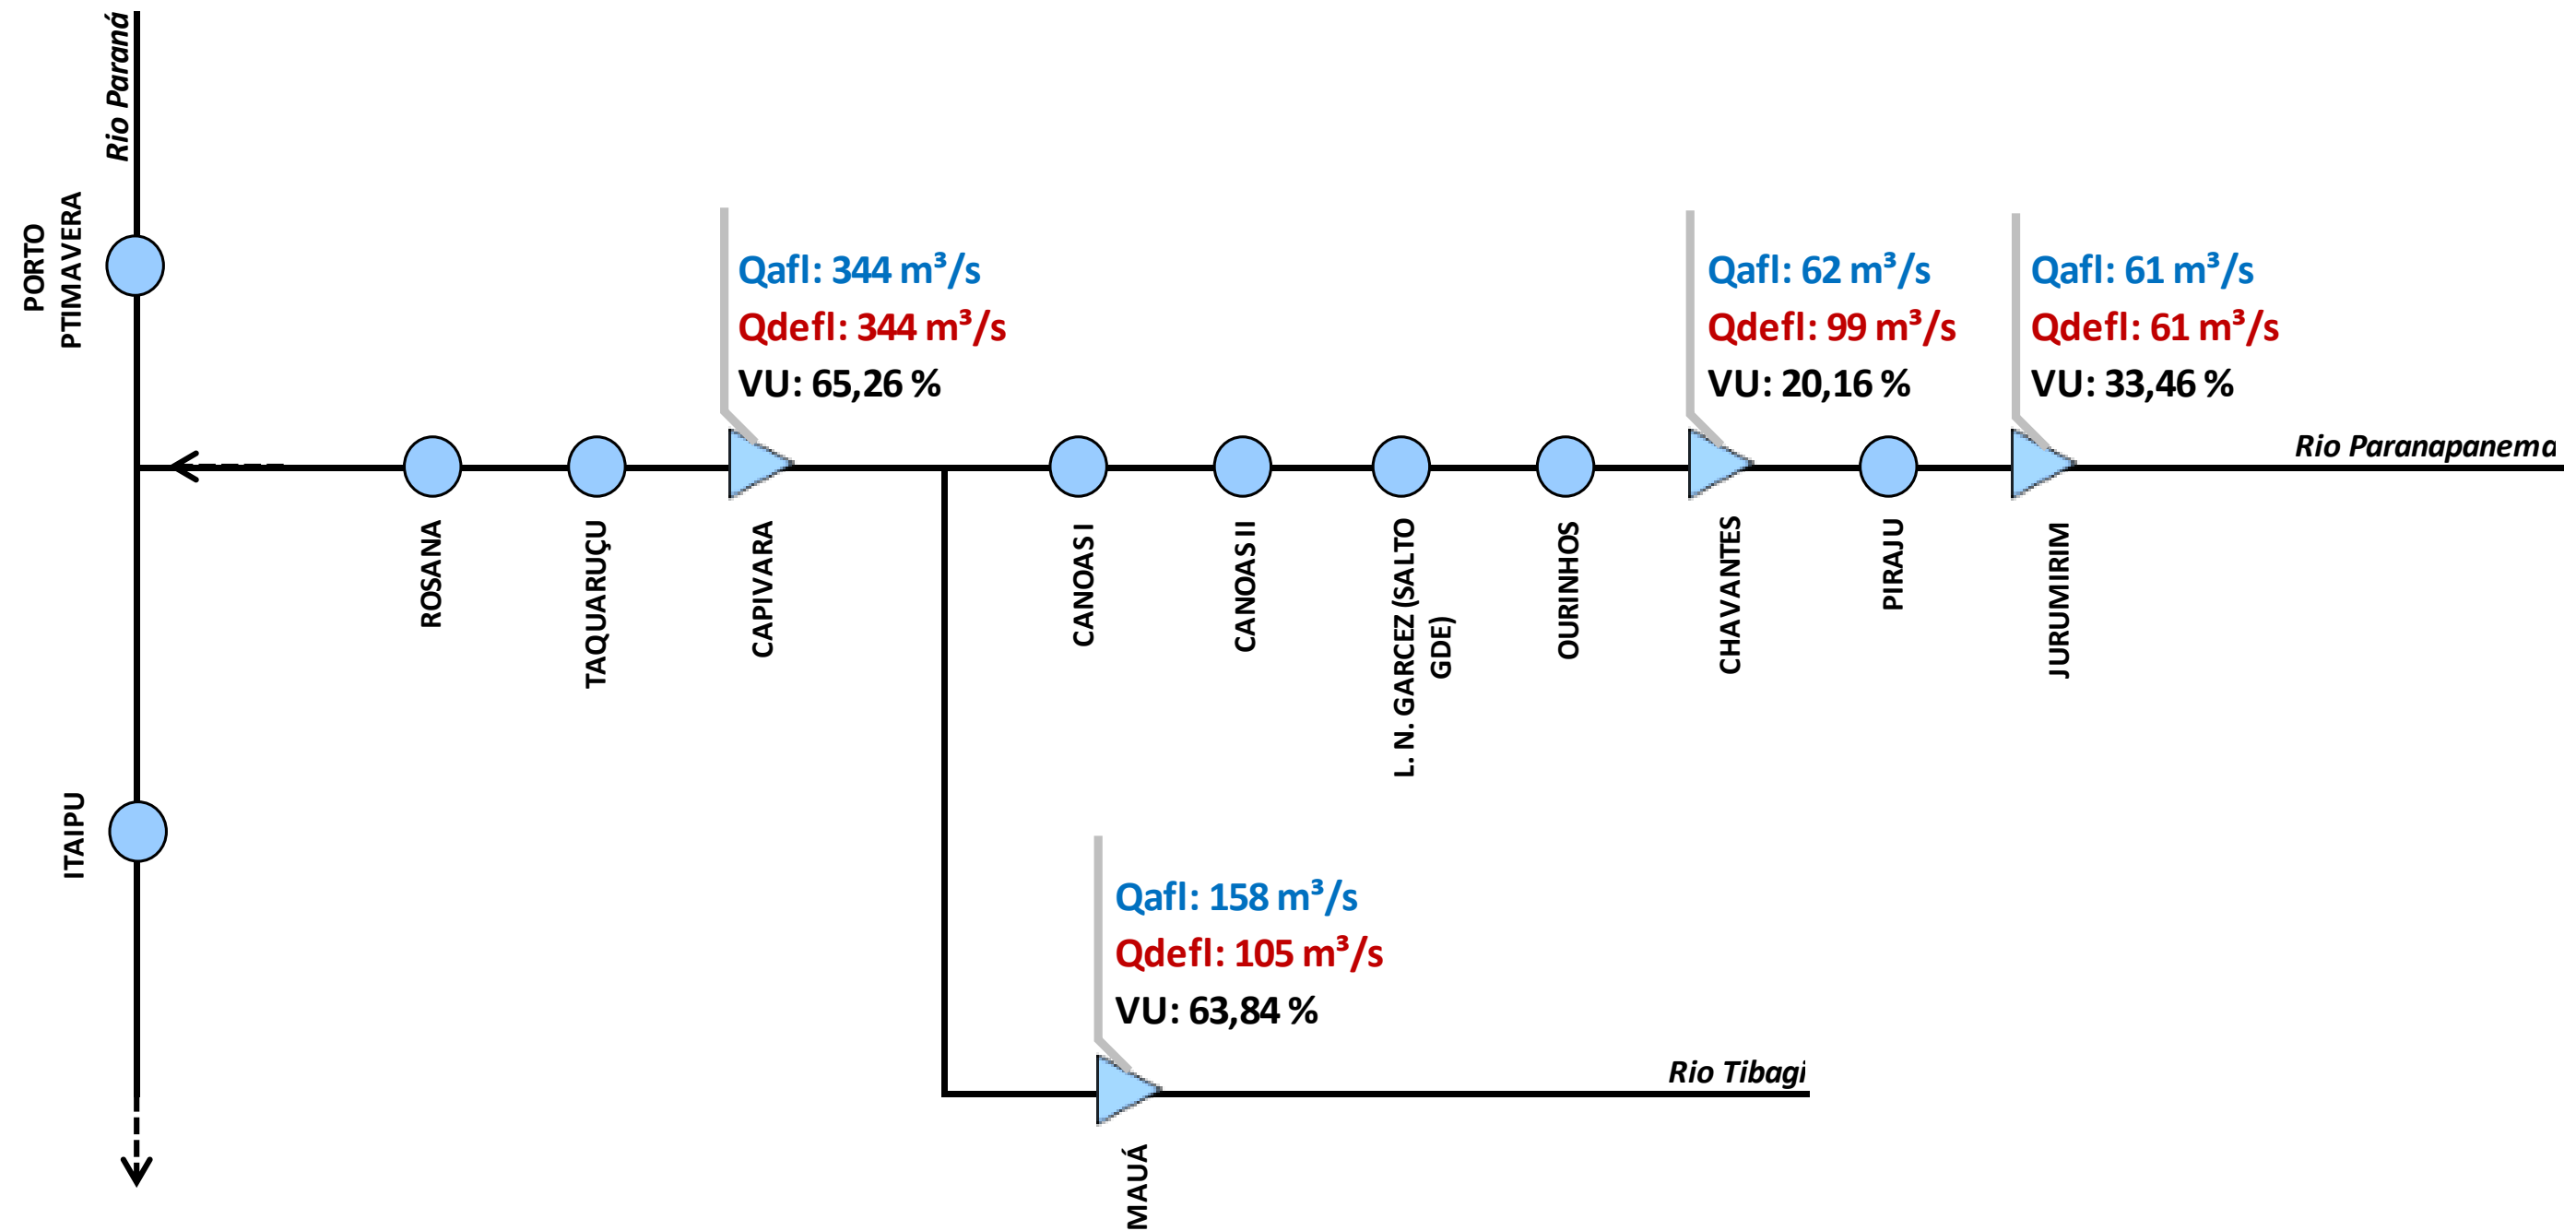 Rio Paraná
PORTO
PTIMAVERA
Qafl: 344 m³/s
Qdefl: 344 m³/s
VU: 65,26 %
Qafl: 62 m³/s
Qdefl: 99 m³/s
VU: 20,16 %
Qafl: 61 m³/s
Qdefl: 61 m³/s
VU: 33,46 %
Rio Paranapanema
ROSANA
TAQUARUÇU
CAPIVARA
CANOAS I
CANOAS II
L. N. GARCEZ (SALTO
GDE)
OURINHOS
CHAVANTES
PIRAJU
JURUMIRIM
ITAIPU
Qafl: 158 m³/s
Qdefl: 105 m³/s
VU: 63,84 %
Rio Tibagi
MAUÁ